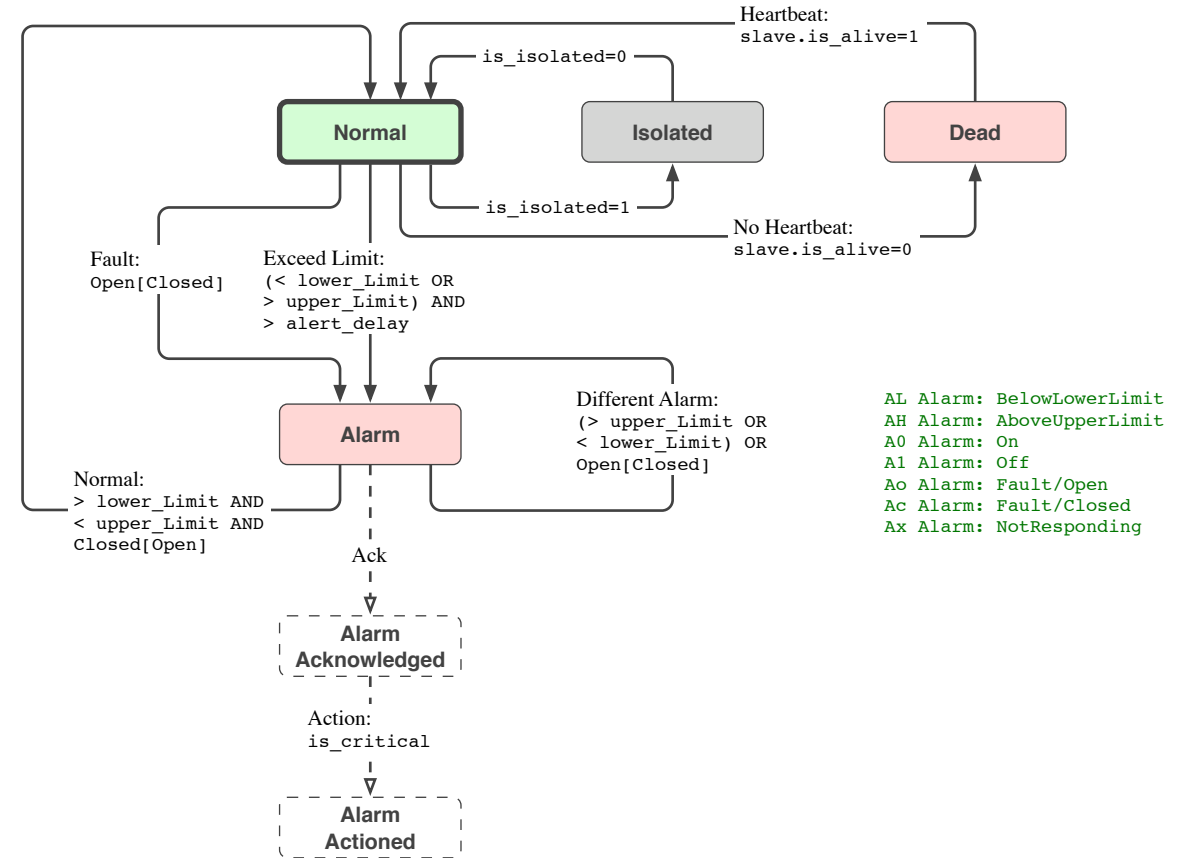 Heartbeat:
slave.is_alive=1
is_isolated=0
Normal
Isolated
Dead
is_isolated=1
No Heartbeat:
slave.is_alive=0
Fault:
Open[Closed]
Exceed Limit:
(< lower_Limit OR
> upper_Limit) AND
> alert_delay
Alarm
Different Alarm:
(> upper_Limit OR
< lower_Limit) OR
Open[Closed]
AL Alarm: BelowLowerLimit
AH Alarm: AboveUpperLimit
A0 Alarm: On
A1 Alarm: Off
Ao Alarm: Fault/Open
Ac Alarm: Fault/Closed
Ax Alarm: NotResponding
Normal:
> lower_Limit AND
< upper_Limit AND
Closed[Open]
Ack
Alarm
Acknowledged
Action:
is_critical
Alarm
Actioned